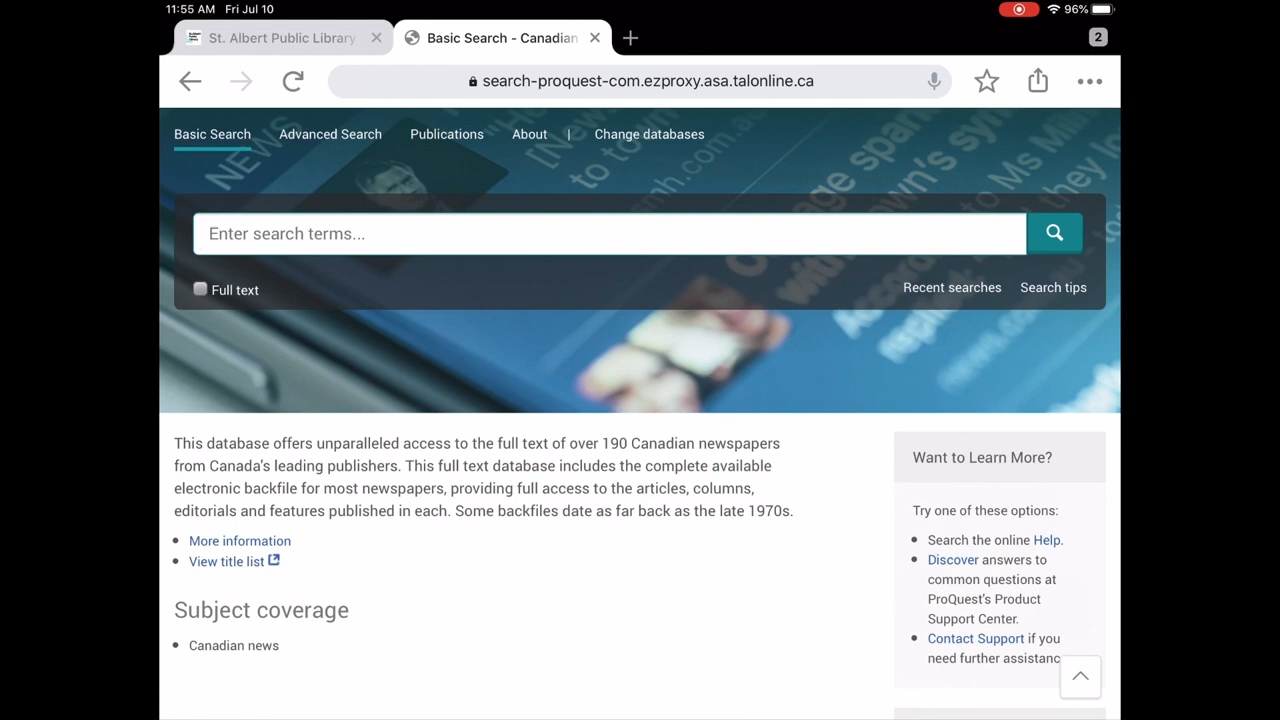 11:55 AM Fri Jul 10
96%
St. Albert Public Library
Basic Search - Canadian
2
search-proquest-com.ezproxy.asa.talonline.ca
Basic Search
Advanced Search
Publications
About
|
Change databases
Enter search terms...
Full text
Recent searches
Search tips
This database offers unparalleled access to the full text of over 190 Canadian newspapers
from Canada's leading publishers. This full text database includes the complete available
electronic backfile for most newspapers, providing full access to the articles, columns,
editorials and features published in each. Some backfiles date as far back as the late 1970s.
More information
View title list
Subject coverage
Canadian news
Want to Learn More?
Try one of these options:
Search the online Help.
Discover answers to
common questions at
ProQuest's Product
Support Center.
Contact Support if you
need further assistanc